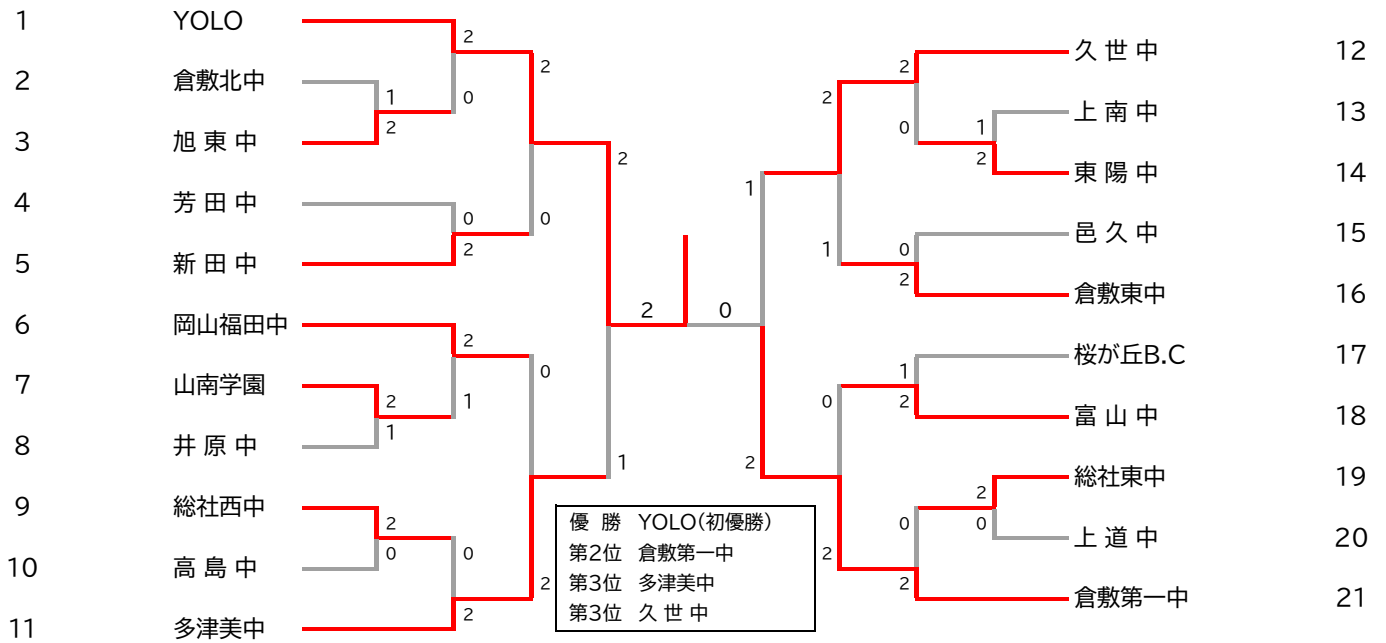 1 YOLO
2 倉敷北中
3 旭 東 中
4 芳 田 中
5 新 田 中
6 岡山福田中
7 山南学園
8 井 原 中
9 総社西中
10 高 島 中
11 多津美中
2
0
1
2
0
2
2
1
2
1
2
0
0
2
2
0
0
2
2
1
2
0
優 勝 YOLO(初優勝)
第2位 倉敷第一中
第3位 多津美中
第3位 久 世 中
1
2
2
1
0
2
2
0
0
2
1
2
0
2
1
2
2
0
久 世 中 12
上 南 中 13
東 陽 中 14
邑 久 中 15
倉敷東中 16
桜が丘B.C 17
富 山 中 18
総社東中 19
上 道 中 20
倉敷第一中 21